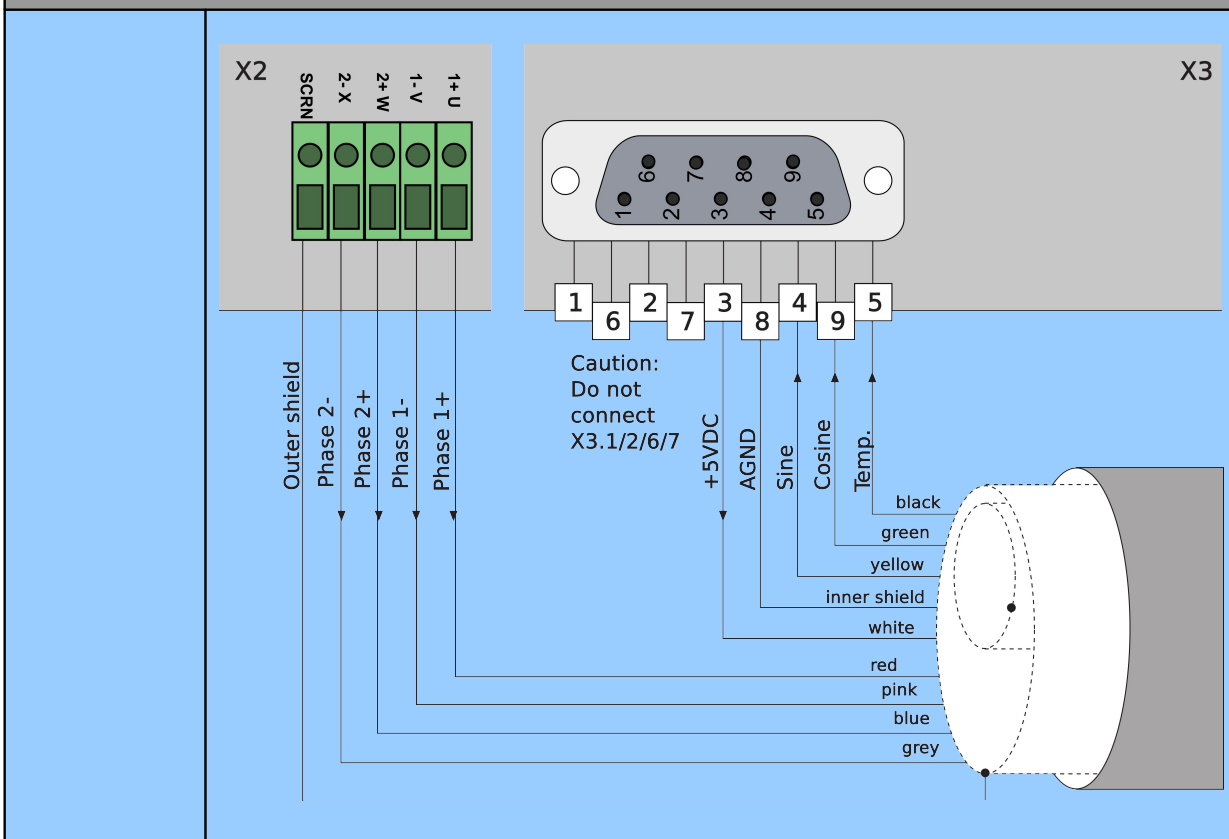 X2
X3
SCRN
2- X
2+ W
1- V
1+ U
6 7 8 9
1 2 3 4 5
1 2 3 4 5
6 7 8 9
Caution:
Do not
connect
X3.1/2/6/7
Outer shield
Phase 2-
Phase 2+
Phase 1-
Phase 1+
+5VDC
AGND
Sine
Cosine
Temp.
black
green
yellow
inner shield
white
red
pink
blue
grey